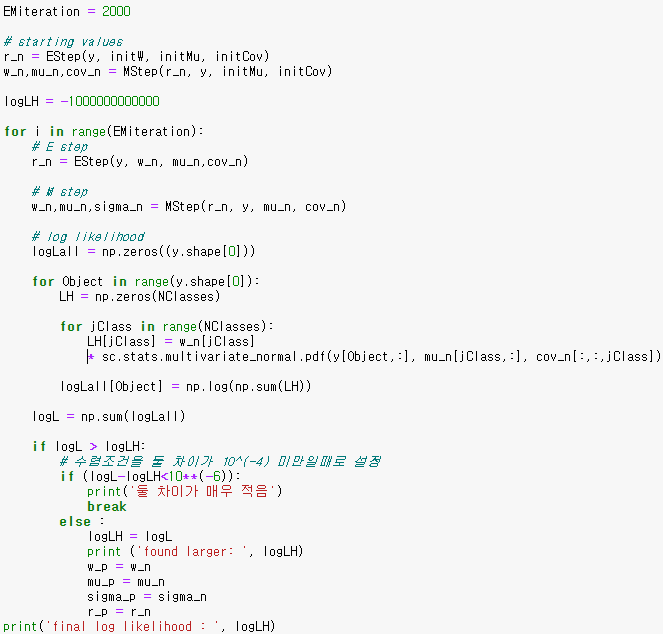 EMiteration = 2000
# starting values
r_n = EStep(y, initW, initMu, initCov)
w_n,mu_n,cov_n = MStep(r_n, y, initMu, initCov)
logLH = -1000000000000
for i in range(EMiteration):
# E step
r_n = EStep(y, w_n, mu_n,cov_n)
# M step
w_n,mu_n,sigma_n = MStep(r_n, y, mu_n, cov_n)
# log likelihood
logLall = np.zeros((y.shape[0]))
for Object in range(y.shape[0]):
LH = np.zeros(NClasses)
for jClass in range(NClasses):
LH[jClass] = w_n[jClass]
* sc.stats.multivariate_normal.pdf(y[Object,:], mu_n[jClass,:], cov_n[:,:,jClass])
logLall[Object] = np.log(np.sum(LH))
logL = np.sum(logLall)
if logL > logLH:
# 수렴조건을 둘 차이가 10^(-4) 미만일때로 설정
if (logL-logLH<10**(-6)):
print('둘 차이가 매우 적음')
break
else :
logLH = logL
print ('found larger: ', logLH)
w_p = w_n
mu_p = mu_n
sigma_p = sigma_n
r_p = r_n
print('final log likelihood : ', logLH)